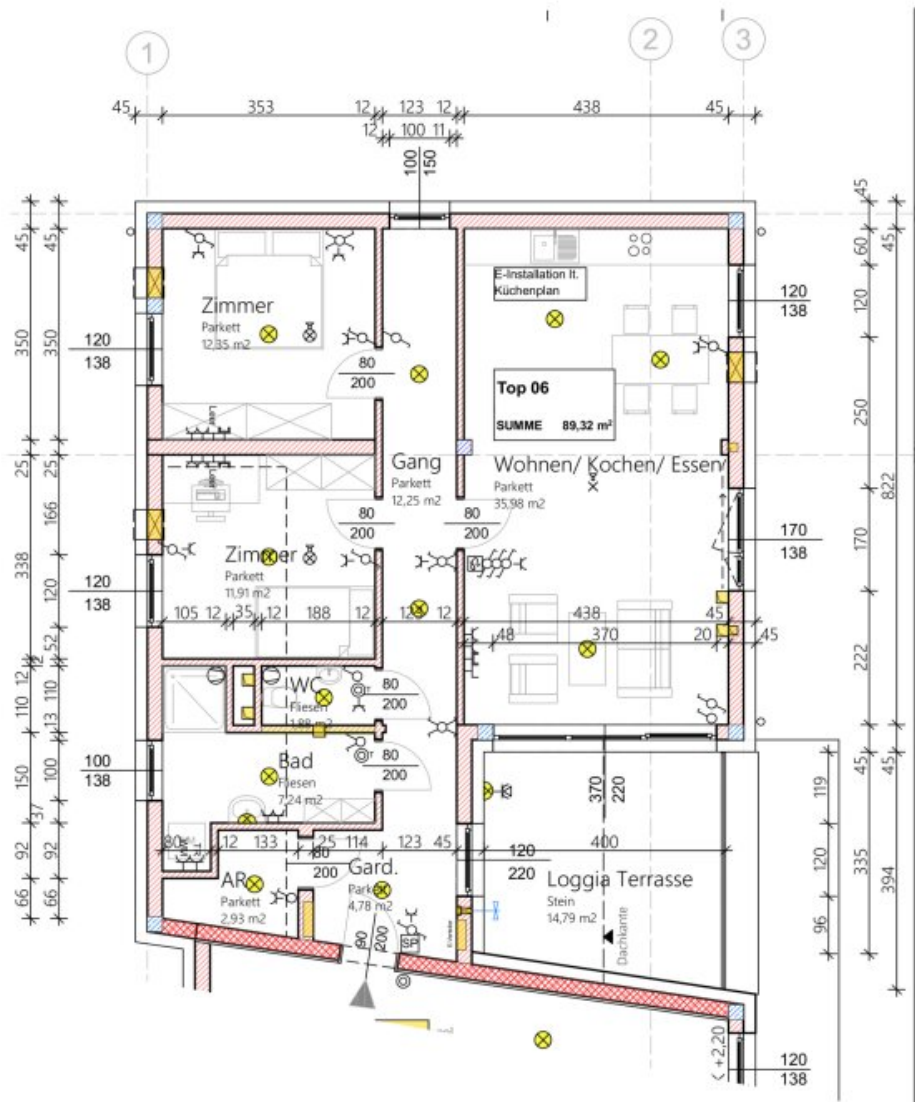 1
2
3
45
353
12
123
12
438
45
12
100
11
100
150
45
45
350
350
25
25
338
166
120
52
12
12
110
110
13
150
100
37
92
92
66
66
45
60
120
250
170
222
45
822
45
45
119
120
96
335
394
120
138
120
138
100
138
120
138
170
138
120
138
Zimmer
Parkett
12,35 m2
80
200
E-Installation lt.
Küchenplan
Top 06
SUMME 89,32 m²
Leer
Leer
Gang
Parkett
12,25 m2
Wohnen/ Kochen/ Essen/
Parkett
35,98 m2
80
200
80
200
Zimmer
Parkett
11,91 m2
105
12
35
12
188
12
12
438
45
48
370
20
45
WC
Fliesen
1,88 m2
80
200
Bad
Fliesen
7,24 m2
80
200
370
220
80
12
133
25
114
123
45
400
TR
WM
80
200
120
220
AR
Parkett
2,93 m2
Gard.
Parkett
4,78 m2
Loggia Terrasse
Stein
14,79 m2
Dachkante
90
200
SP
< +2,20